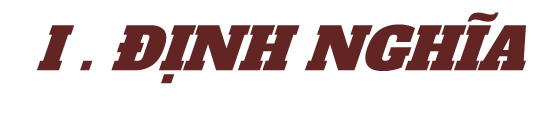 I . ĐỊNH NGHĨA